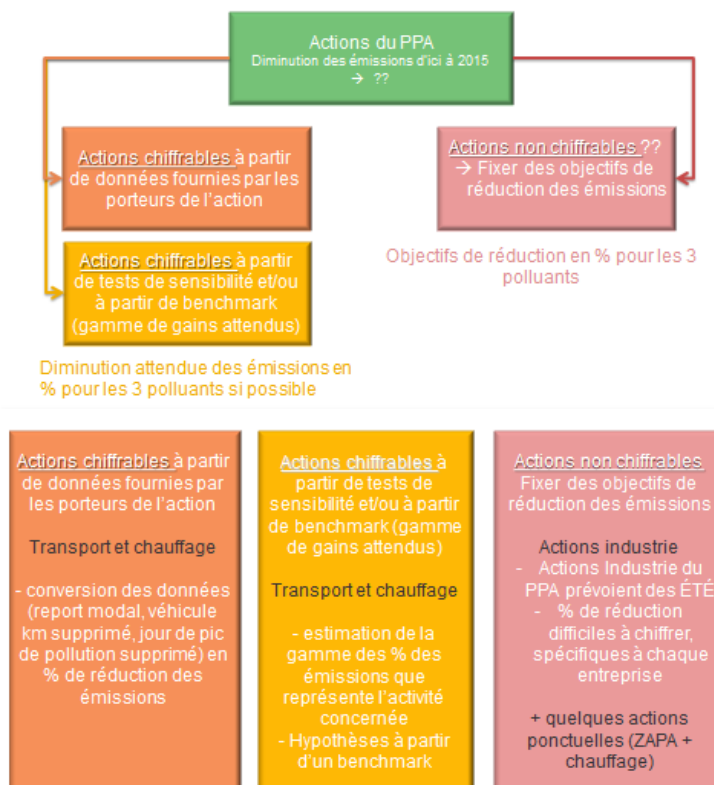 Actions du PPA
Diminution des émissions d'ici à 2015
→ ??
Actions chiffrables à partir
de données fournies par les
porteurs de l'action
Actions non chiffrables ??
→ Fixer des objectifs de
réduction des émissions
Actions chiffrables à partir
de tests de sensibilité et/ou
à partir de benchmark
(gamme de gains attendus)
Objectifs de réduction en % pour les 3
polluants
Diminution attendue des émissions en
% pour les 3 polluants si possible
Actions chiffrables à partir
de données fournies par
les porteurs de l'action
Transport et chauffage
- conversion des données
(report modal, véhicule
km supprimé, jour de pic
de pollution supprimé) en
% de réduction des
émissions
Actions chiffrables à
partir de tests de
sensibilité et/ou à partir
de benchmark (gamme
de gains attendus)
Transport et chauffage
- estimation de la
gamme des % des
émissions que
représente l'activité
concernée
- Hypothèses à partir
d'un benchmark
Actions non chiffrables
Fixer des objectifs de
réduction des émissions
Actions industrie
- Actions Industrie du
PPA prévoient des ÉTÉ
- % de réduction
difficiles à chiffrer,
spécifiques à chaque
entreprise
+ quelques actions
ponctuelles (ZAPA +
chauffage)